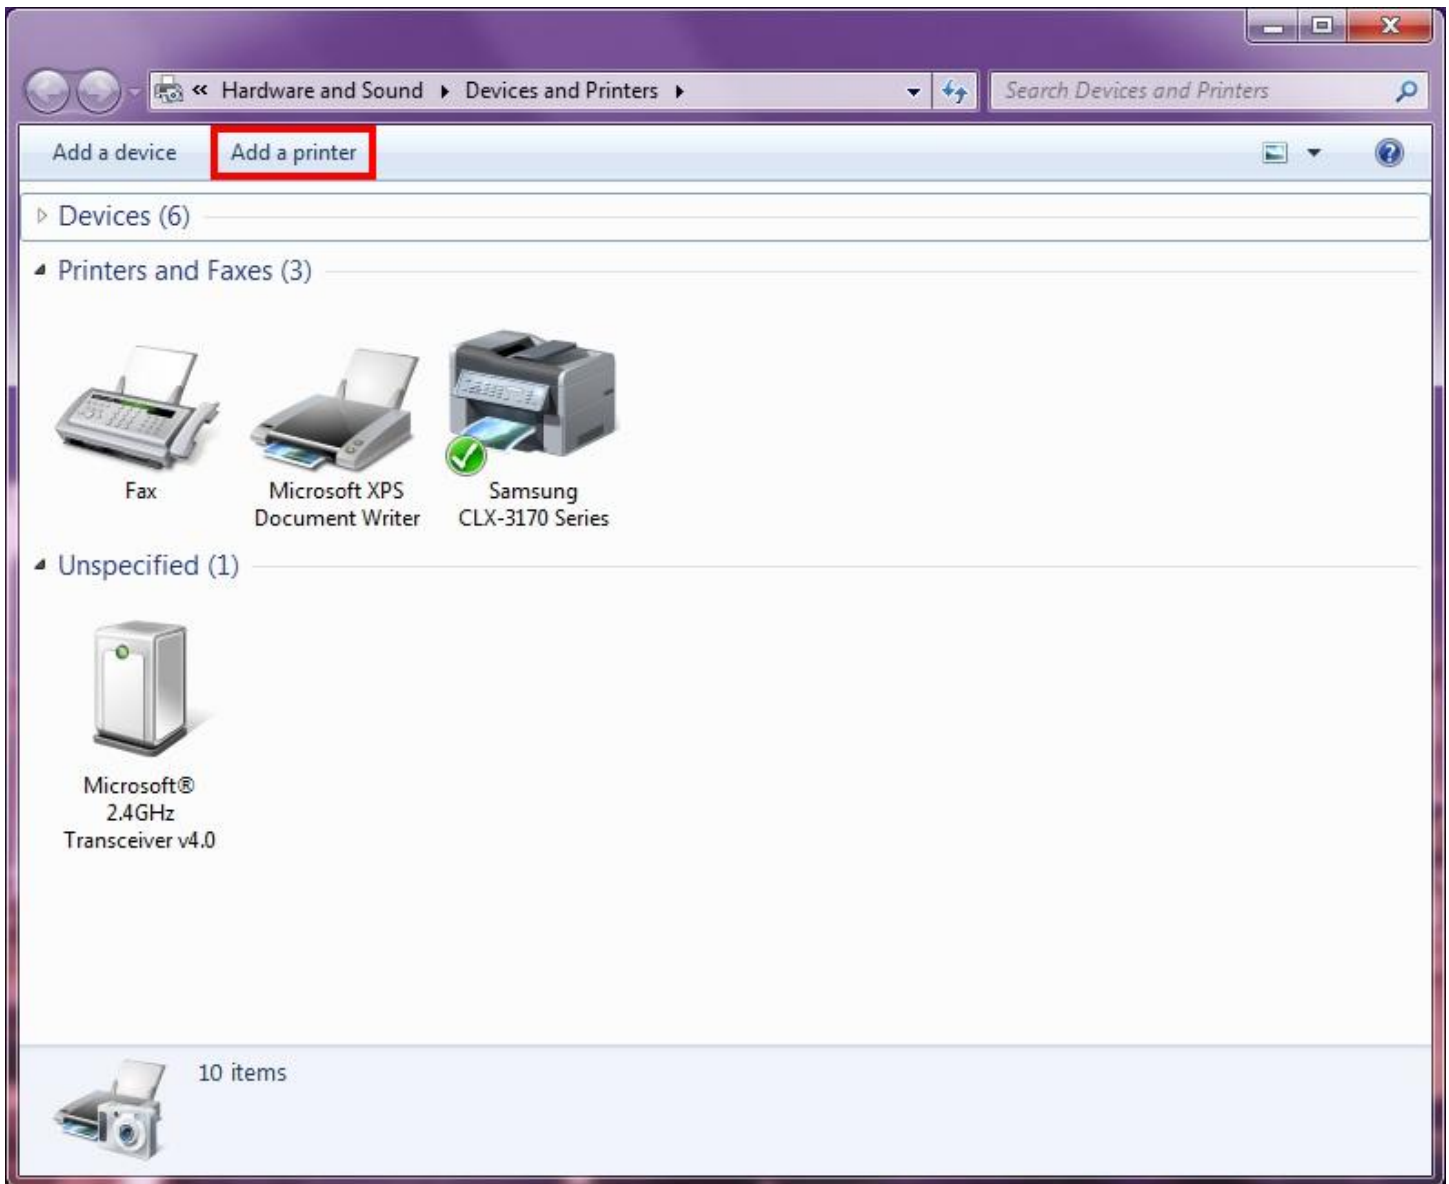 « Hardware and Sound ▸ Devices and Printers ▸
Search Devices and Printers
Add a device Add a printer
Devices (6)
Printers and Faxes (3)
Fax
Microsoft XPS
Document Writer
Samsung
CLX-3170 Series
Unspecified (1)
Microsoft®
2.4GHz
Transceiver v4.0
10 items